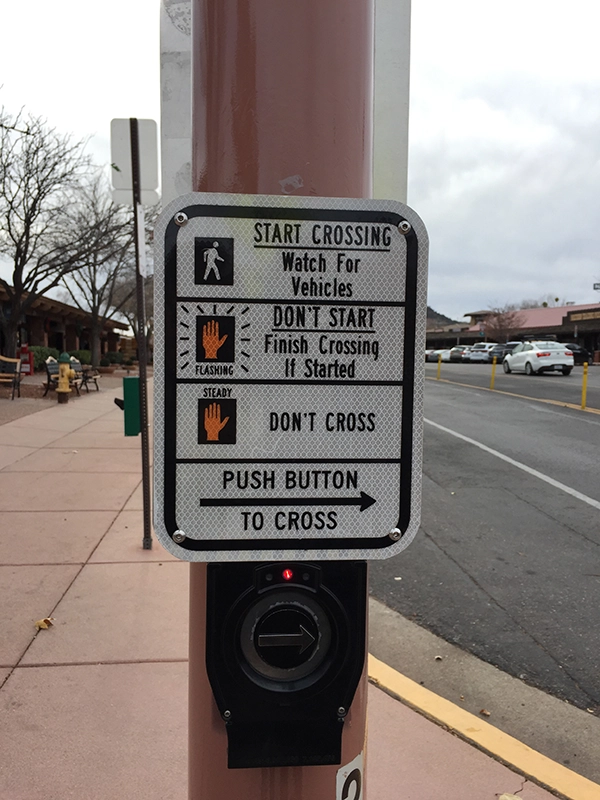 START CROSSING
Watch For
Vehicles
DON'T START
Finish Crossing
If Started
FLASHING
STEADY
DON'T CROSS
PUSH BUTTON
TO CROSS
2